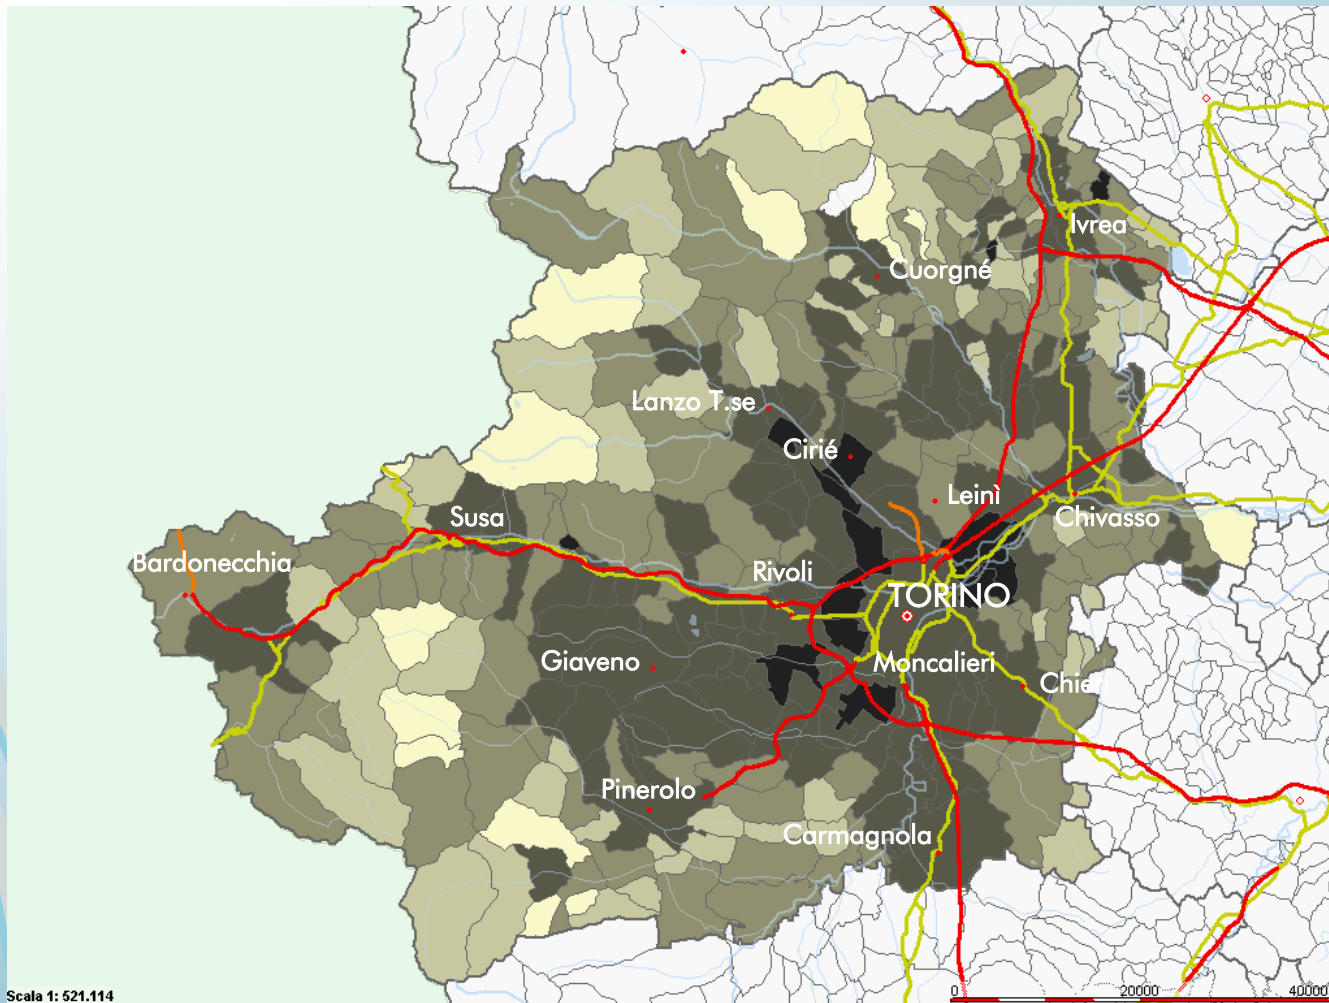 Ivrea
Cuorgné
Lanzo T.se
Cirié
Leinì
Susa
Chivasso
Bardonecchia
Rivoli
TORINO
Giaveno
Moncalieri
Chieri
Pinerolo
Carmagnola
Scala 1: 521.114
0 20000 40000